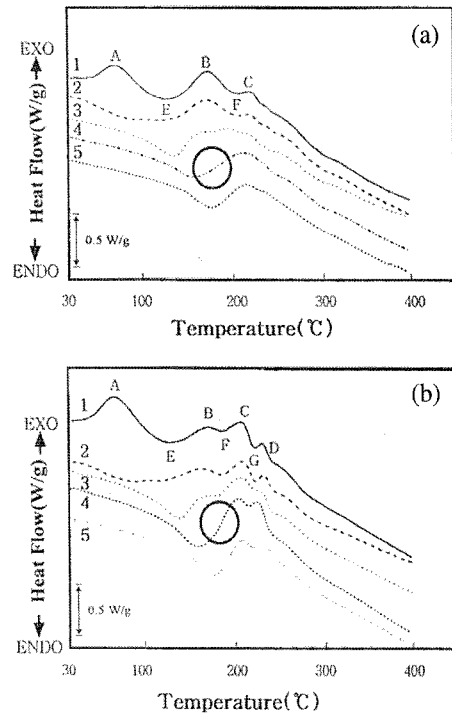 (a)
EXO
Heat Flow(W/g)
ENDO
1
2
3
4
5
A
B
C
E
F
0.5 W/g
30 100 200 300 400
Temperature(℃)
(b)
EXO
Heat Flow(W/g)
ENDO
1
2
3
4
5
A
B
C
D
E
F
G
0.5 W/g
30 100 200 300 400
Temperature(℃)